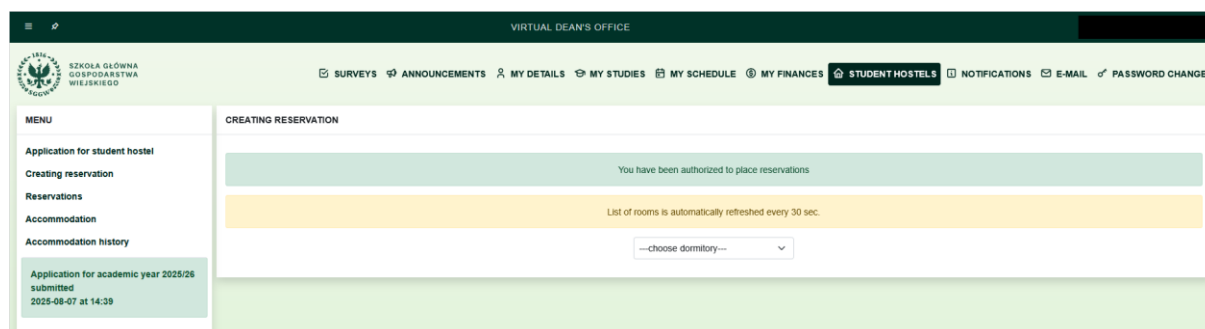 VIRTUAL DEAN'S OFFICE
1816
SGGW
SZKOŁA GŁÓWNA
GOSPODARSTWA
WIEJSKIEGO
SURVEYS ANNOUNCEMENTS MY DETAILS MY STUDIES MY SCHEDULE MY FINANCES STUDENT HOSTELS NOTIFICATIONS E-MAIL PASSWORD CHANGE
MENU
Application for student hostel
Creating reservation
Reservations
Accommodation
Accommodation history
Application for academic year 2025/26
submitted
2025-08-07 at 14:39
CREATING RESERVATION
You have been authorized to place reservations
List of rooms is automatically refreshed every 30 sec.
---choose dormitory---